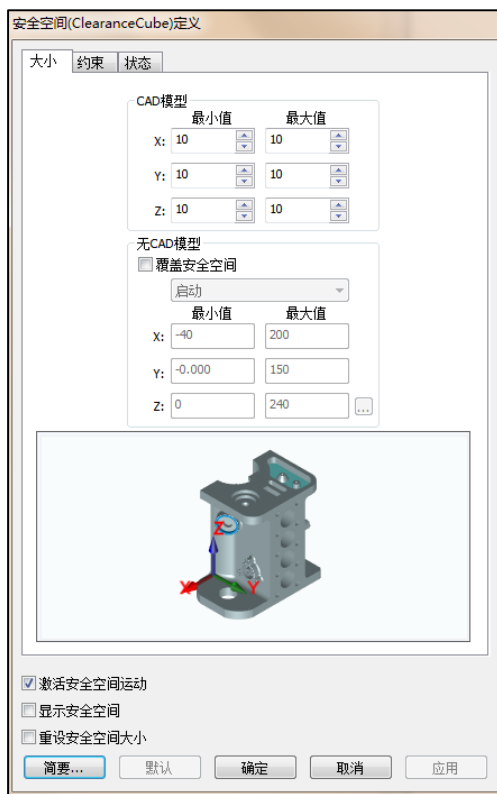 安全空间(ClearanceCube)定义
大小 约束 状态
CAD模型
最小值 最大值
X: 10 10
Y: 10 10
Z: 10 10
无CAD模型
覆盖安全空间
启动
最小值 最大值
X: -40 200
Y: -0.000 150
Z: 0 240 ...
Z
X Y
激活安全空间运动
显示安全空间
重设安全空间大小
简要... 默认 确定 取消 应用